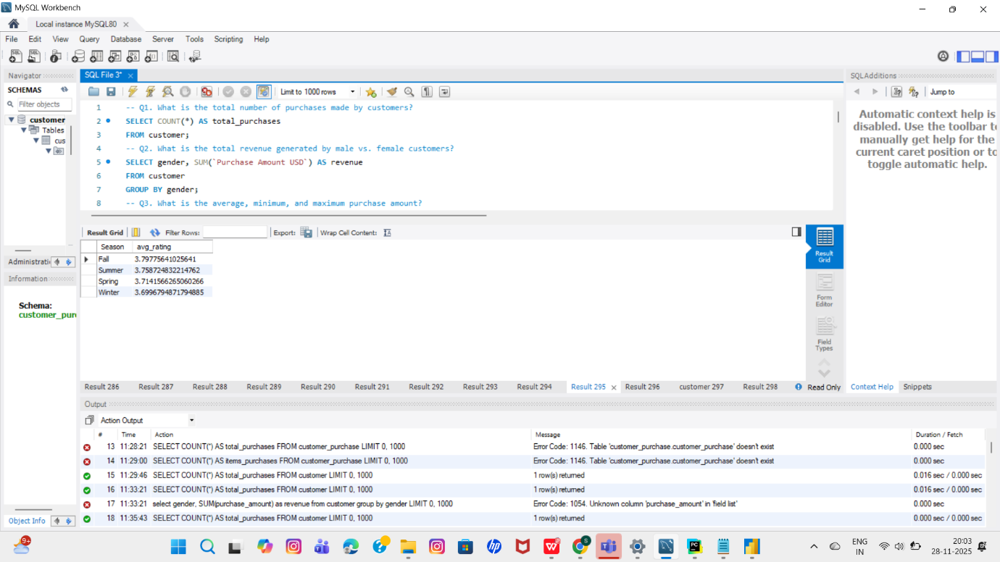 MySQL Workbench
Local instance MySQL80
File Edit View Query Database Server Tools Scripting Help
Navigator
SQL File 3*
SQLAdditions
SCHEMAS
Limit to 1000 rows
Jump to
Filter objects
customer
Tables
cus
1 -- Q1. What is the total number of purchases made by customers?
2 SELECT COUNT(*) AS total_purchases
3 FROM customer;
4 -- Q2. What is the total revenue generated by male vs. female customers?
5 SELECT gender, SUM(`Purchase Amount USD`) AS revenue
6 FROM customer
7 GROUP BY gender;
8 -- Q3. What is the average, minimum, and maximum purchase amount?
Automatic context help is
disabled. Use the toolbar t
manually get help for the
current caret position or to
toggle automatic help.
Result Grid Filter Rows: Export: Wrap Cell Content:
Season avg_rating
Fall 3.79775641025641
Summer 3.758724832214762
Spring 3.7141566265060266
Winter 3.6996794871794885
Result
Grid
Form
Editor
Field
Types
Administrati
Information
Schema:
customer_pur
Result 286 Result 287 Result 288 Result 289 Result 290 Result 291 Result 292 Result 293 Result 294 Result 295 Result 296 customer 297 Result 298 Read Only
Context Help Snippets
Output
Action Output
# Time Action Message Duration / Fetch
13 11:28:21 SELECT COUNT(*) AS total_purchases FROM customer_purchase LIMIT 0, 1000 Error Code: 1146. Table 'customer_purchase.customer_purchase' doesn't exist 0.000 sec
14 11:29:00 SELECT COUNT(*) AS items_purchases FROM customer_purchase LIMIT 0, 1000 Error Code: 1146. Table 'customer_purchase.customer_purchase' doesn't exist 0.000 sec
15 11:29:46 SELECT COUNT(*) AS total_purchases FROM customer LIMIT 0, 1000 1 row(s) returned 0.016 sec / 0.000 sec
16 11:33:21 SELECT COUNT(*) AS total_purchases FROM customer LIMIT 0, 1000 1 row(s) returned 0.016 sec / 0.000 sec
17 11:33:21 select gender, SUM(purchase_amount) as revenue from customer group by gender LIMIT 0, 1000 Error Code: 1054. Unknown column 'purchase_amount' in 'field list' 0.000 sec
18 11:35:43 SELECT COUNT(*) AS total_purchases FROM customer LIMIT 0, 1000 1 row(s) returned 0.000 sec / 0.000 sec
Object Info
9+
ENG
IN
20:03
28-11-2025